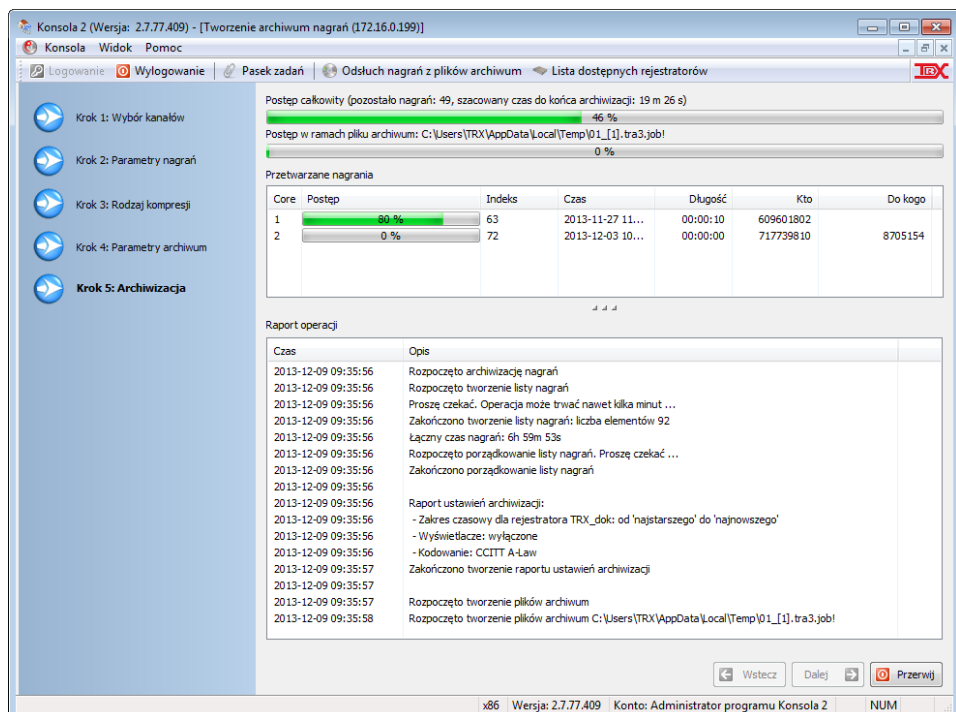 Konsola 2 (Wersja: 2.7.77.409) - [Tworzenie archiwum nagrań (172.16.0.199)]
Konsola Widok Pomoc
Logowanie Wylogowanie Pasek zadań Odsłuch nagrań z plików archiwum Lista dostępnych rejestratorów TRX
Krok 1: Wybór kanałów
Krok 2: Parametry nagrań
Krok 3: Rodzaj kompresji
Krok 4: Parametry archiwum
Krok 5: Archiwizacja
Postęp całkowity (pozostało nagrań: 49, szacowany czas do końca archiwizacji: 19 m 26 s)
46 %
Postęp w ramach pliku archiwum: C:\Users\TRX\AppData\Local\Temp\01_[1].tra3.job!
0 %
Przetwarzane nagrania
Core Postęp Indeks Czas Długość Kto Do kogo
1 80 % 63 2013-11-27 11... 00:00:10 609601802
2 0 % 72 2013-12-03 10... 00:00:00 717739810 8705154
Raport operacji
Czas Opis
2013-12-09 09:35:56 Rozpoczęto archiwizację nagrań
2013-12-09 09:35:56 Rozpoczęto tworzenie listy nagrań
2013-12-09 09:35:56 Proszę czekać. Operacja może trwać nawet kilka minut ...
2013-12-09 09:35:56 Zakończono tworzenie listy nagrań: liczba elementów 92
2013-12-09 09:35:56 Łączny czas nagrań: 6h 59m 53s
2013-12-09 09:35:56 Rozpoczęto porządkowanie listy nagrań. Proszę czekać ...
2013-12-09 09:35:56 Zakończono porządkowanie listy nagrań
2013-12-09 09:35:56
2013-12-09 09:35:56 Raport ustawień archiwizacji:
2013-12-09 09:35:56 - Zakres czasowy dla rejestratora TRX_dok: od 'najstarszego' do 'najnowszego'
2013-12-09 09:35:56 - Wyświetlacze: wyłączone
2013-12-09 09:35:56 - Kodowanie: CCITT A-Law
2013-12-09 09:35:57 Zakończono tworzenie raportu ustawień archiwizacji
2013-12-09 09:35:57
2013-12-09 09:35:57 Rozpoczęto tworzenie plików archiwum
2013-12-09 09:35:58 Rozpoczęto tworzenie plików archiwum C:\Users\TRX\AppData\Local\Temp\01_[1].tra3.job!
Wstecz Dalej Przerwij
x86 Wersja: 2.7.77.409 Konto: Administrator programu Konsola 2 NUM